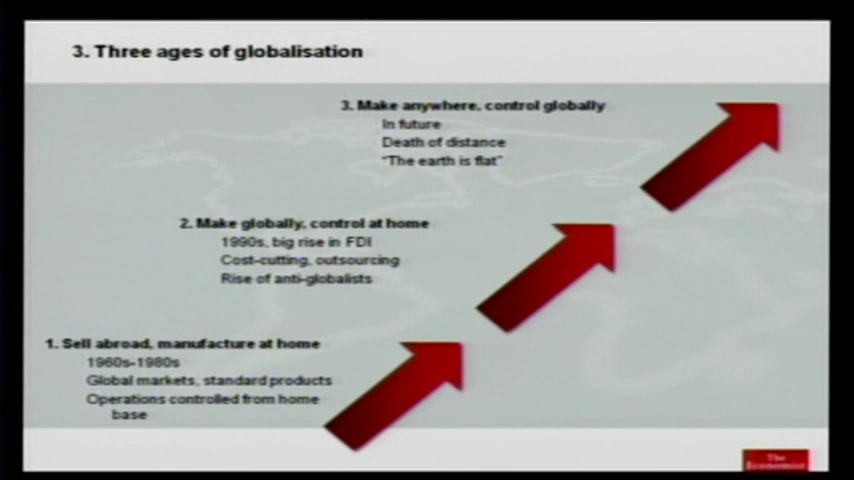 3. Three ages of globalisation
3. Make anywhere, control globally
In future
Death of distance
"The earth is flat"
2. Make globally, control at home
1990s, big rise in FDI
Cost-cutting, outsourcing
Rise of anti-globalists
1. Sell abroad, manufacture at home
1960s-1980s
Global markets, standard products
Operations controlled from home
base
The
Economist